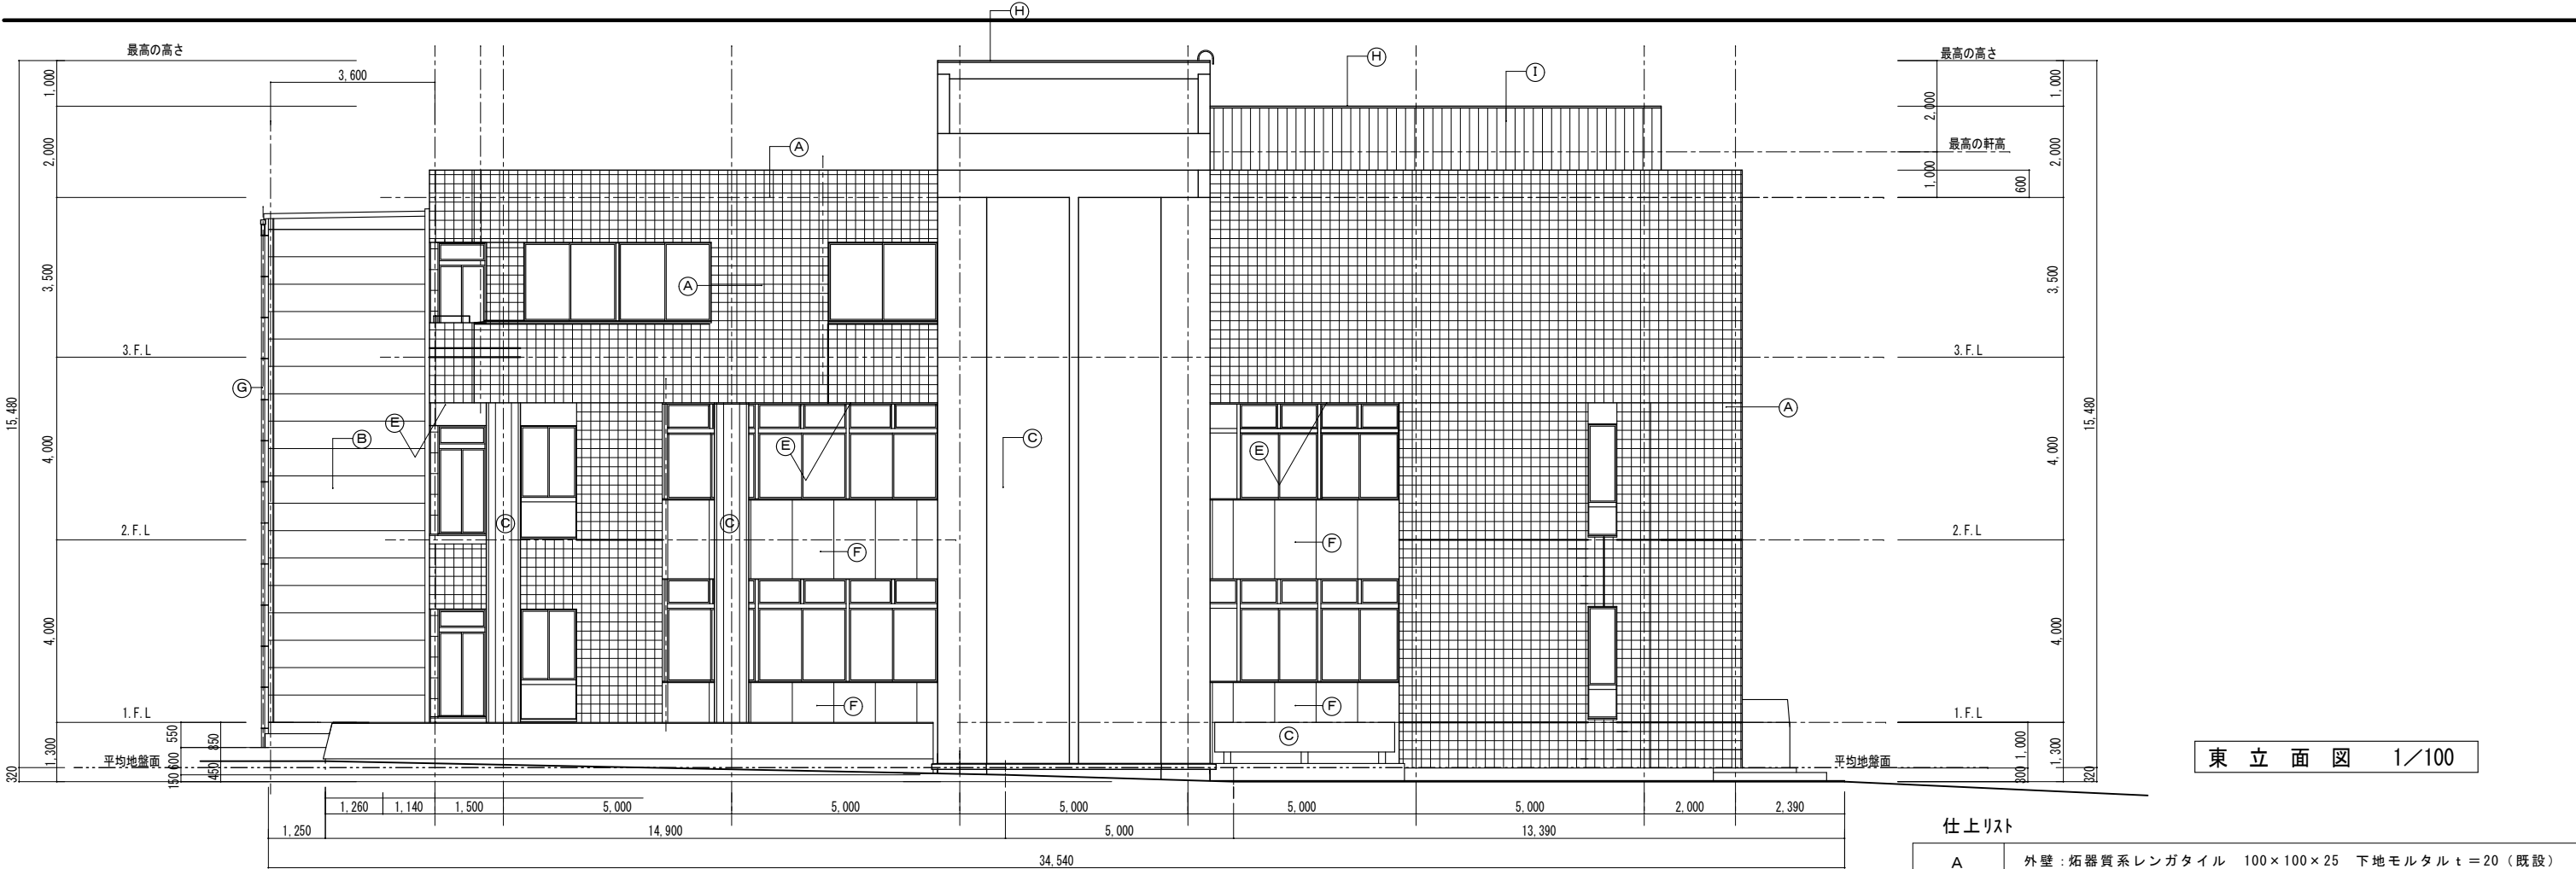 H
最高の高さ
最高の高さ
3,600
H
I
1,000
1,000
2,000
A
最高の軒高
2,000
2,000
1,000
600
3,500
A
3,500
3.F.L
3.F.L
G
15,480
E
B
E
C
E
A
15,480
4,000
4,000
2.F.L
C
C
F
F
2.F.L
4,000
4,000
1.F.L
F
F
1.F.L
550
850
C
1,000
1,300
1,300
平均地盤面
平均地盤面
320
150
600
450
300
320
東立面図 1/100
1,260
1,140
1,500
5,000
5,000
5,000
5,000
5,000
2,000
2,390
1,250
14,900
5,000
13,390
34,540
仕上リスト
A 外壁:炻器質系レンガタイル 100×100×25 下地モルタルt=20(既設)